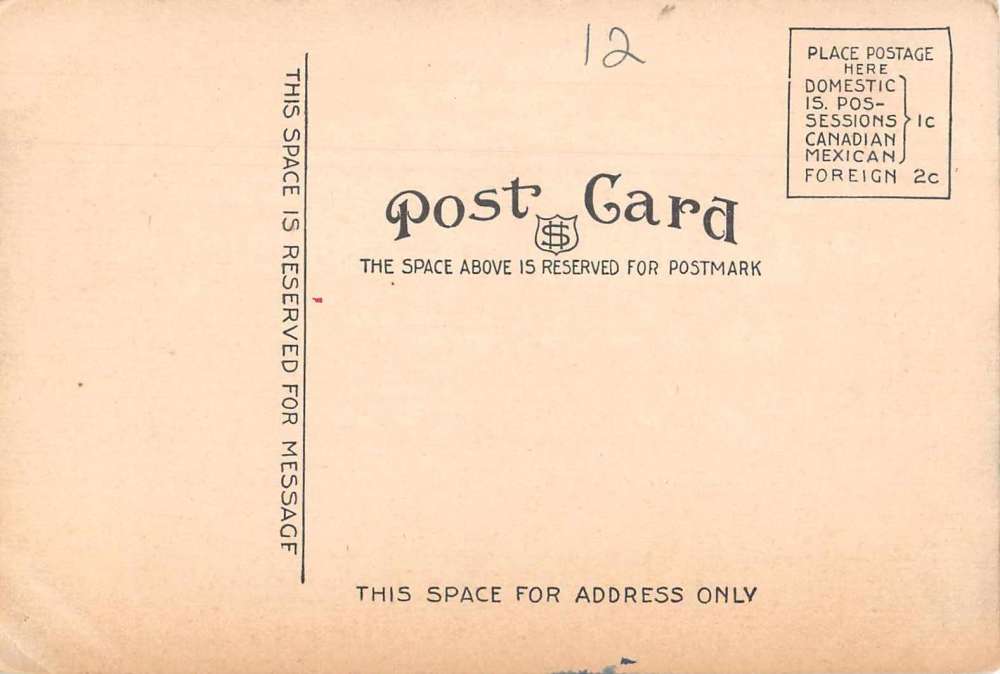 12
PLACE POSTAGE
HERE
DOMESTIC
IS. POS-
SESSIONS
CANADIAN
MEXICAN
1c
FOREIGN 2c
Post Card
THE SPACE ABOVE IS RESERVED FOR POSTMARK
THIS SPACE IS RESERVED FOR MESSAGE
THIS SPACE FOR ADDRESS ONLY